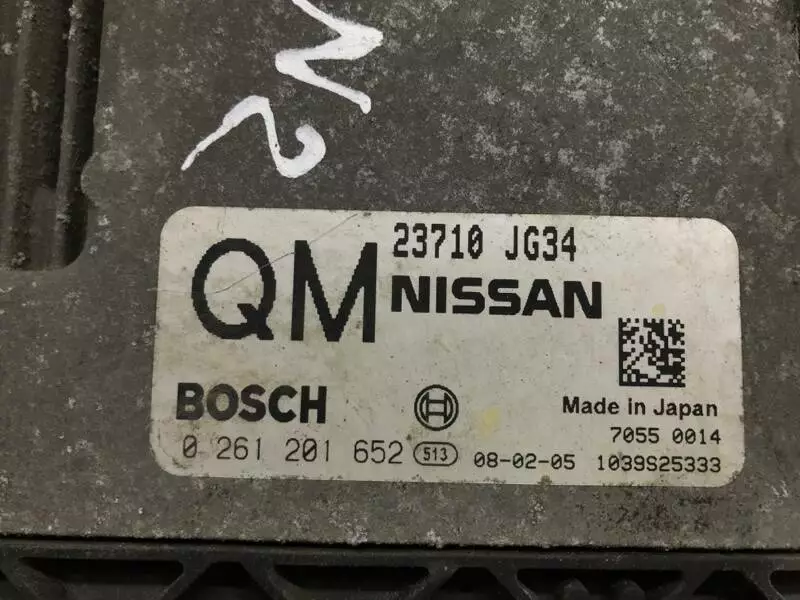 N2
QM
23710 JG34
NISSAN
BOSCH
Made in Japan
7055 0014
0 261 201 652 513 08-02-05 1039S25333